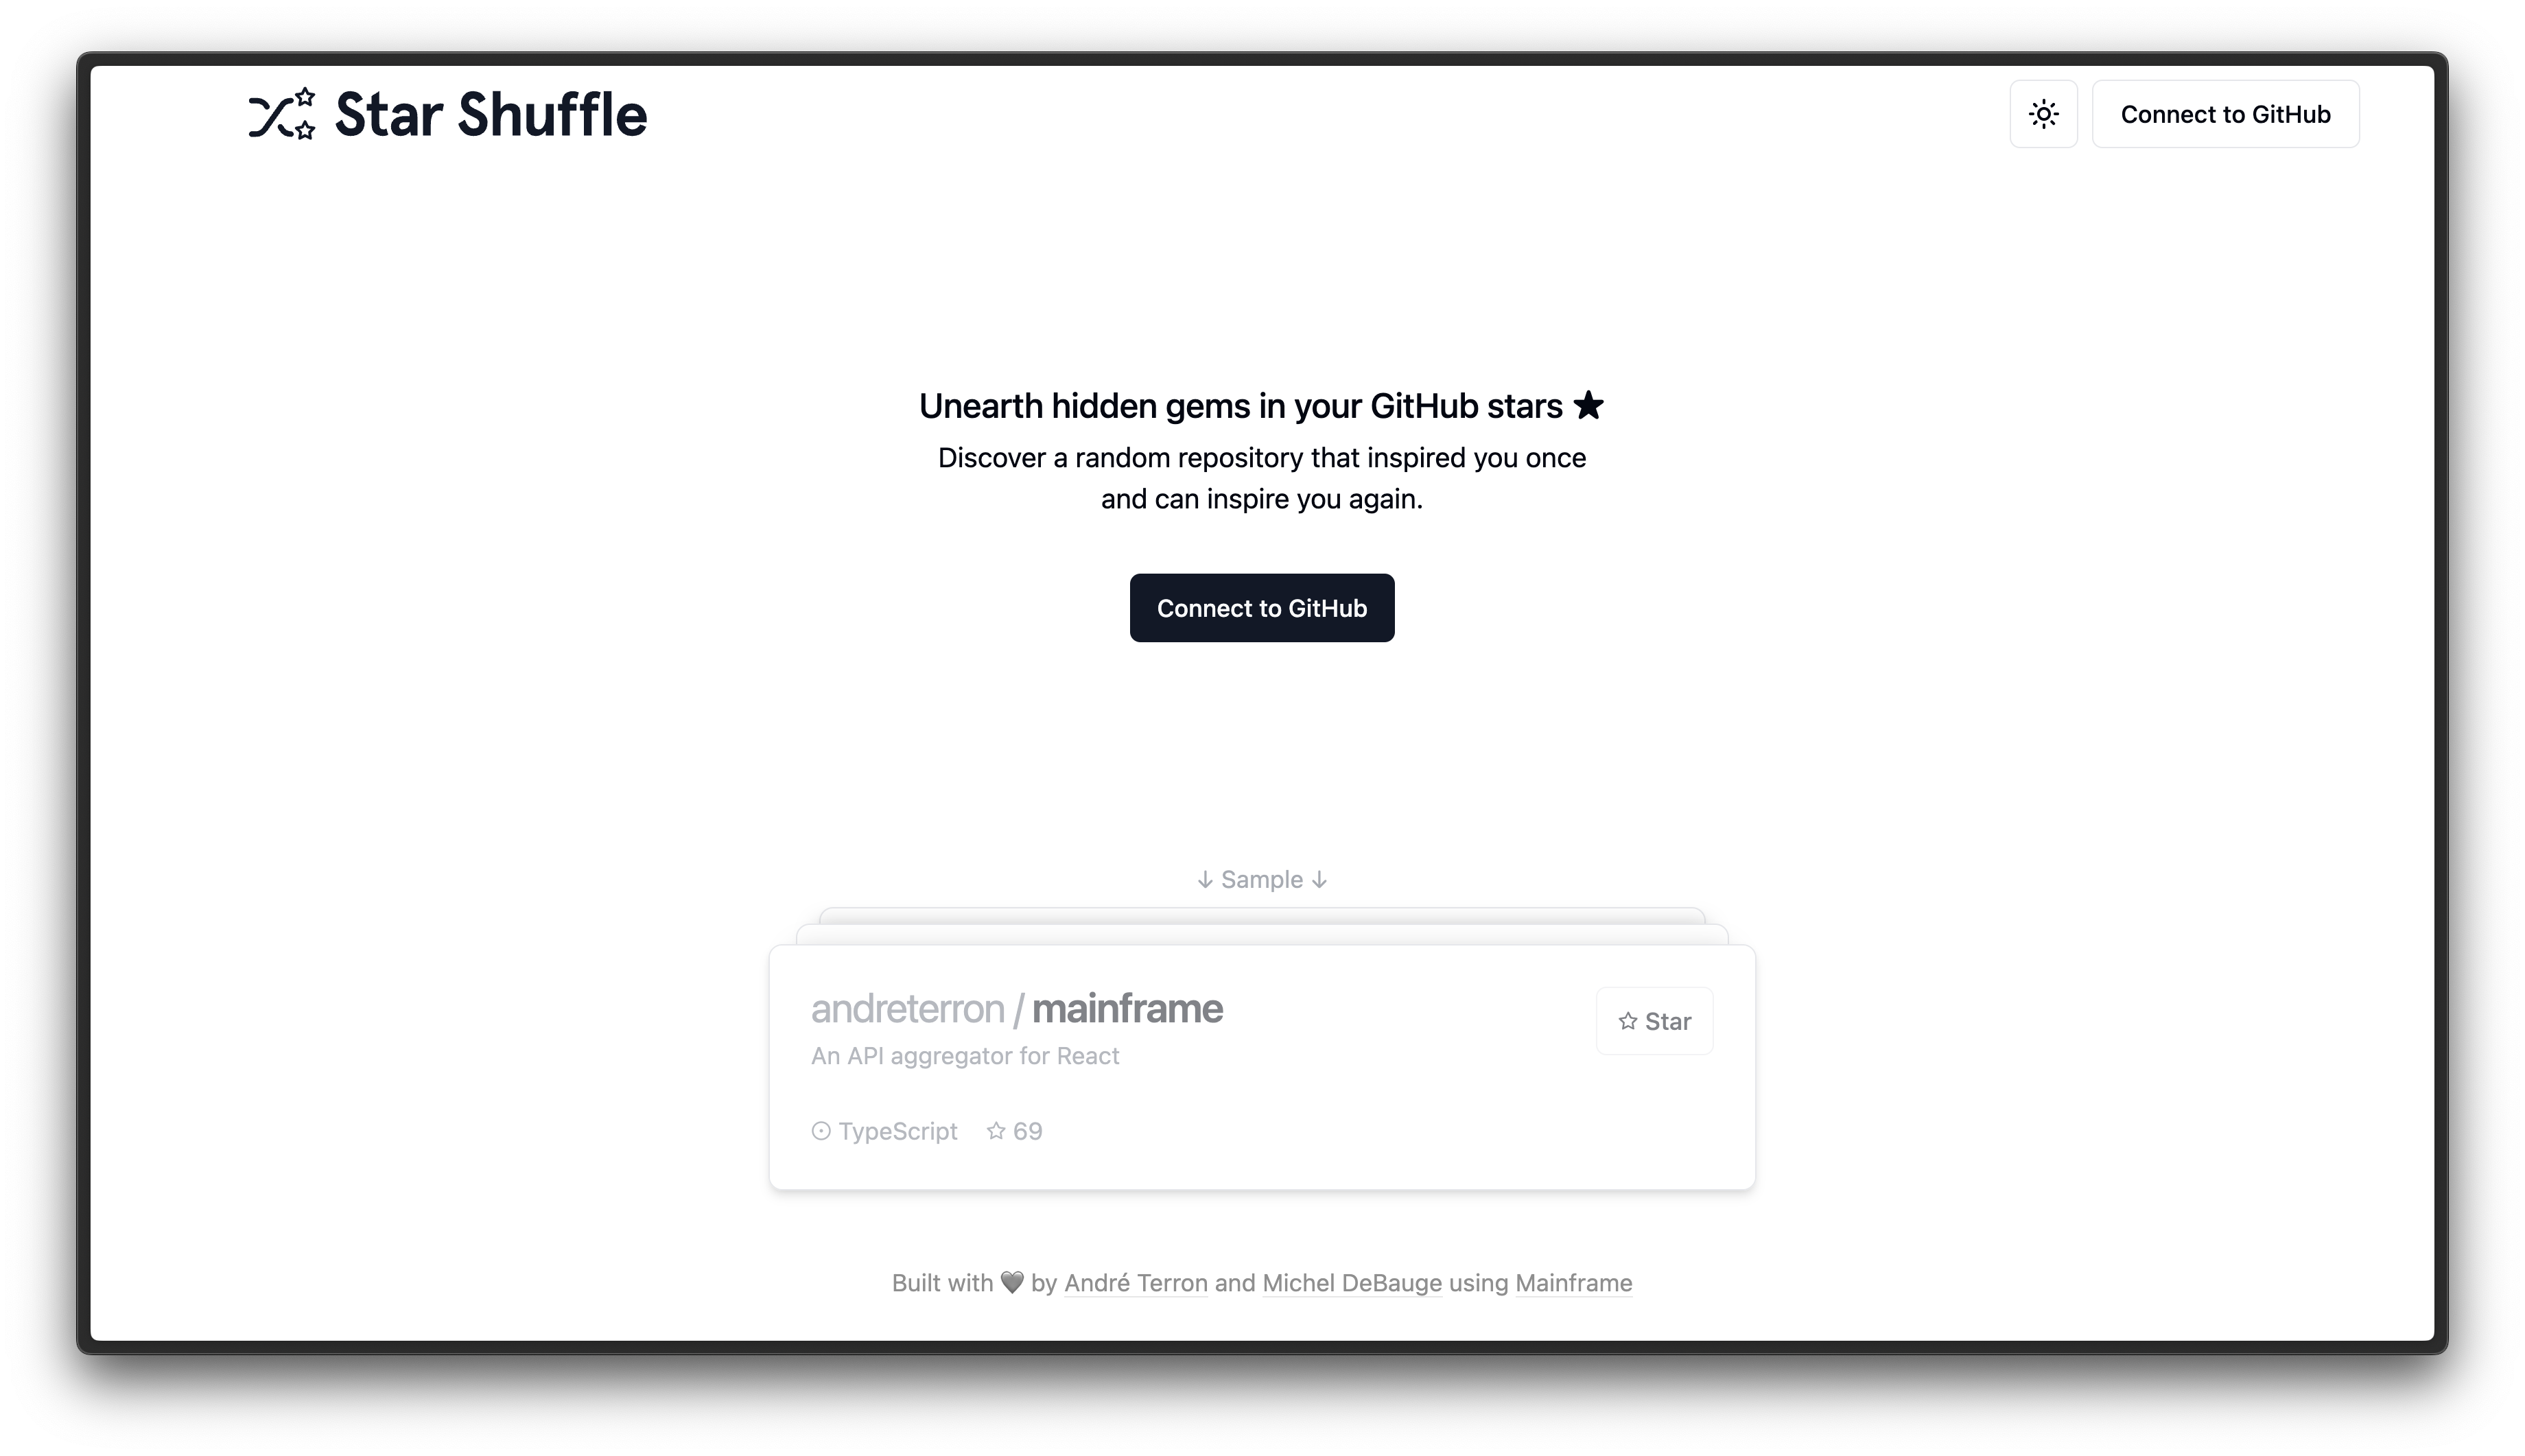 Star Shuffle
Connect to GitHub
Unearth hidden gems in your GitHub stars ★
Discover a random repository that inspired you once
and can inspire you again.
Connect to GitHub
↓ Sample ↓
andreterron / mainframe
Star
An API aggregator for React
TypeScript 69
Built with 🖤 by André Terron and Michel DeBauge using Mainframe